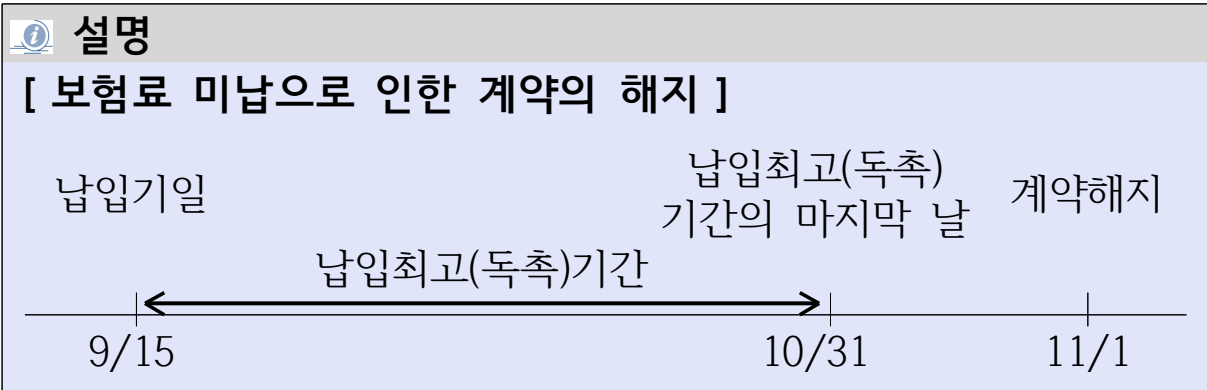 설명
[ 보험료 미납으로 인한 계약의 해지 ]
납입기일
납입최고(독촉)
기간의 마지막 날
계약해지
납입최고(독촉)기간
9/15
10/31
11/1